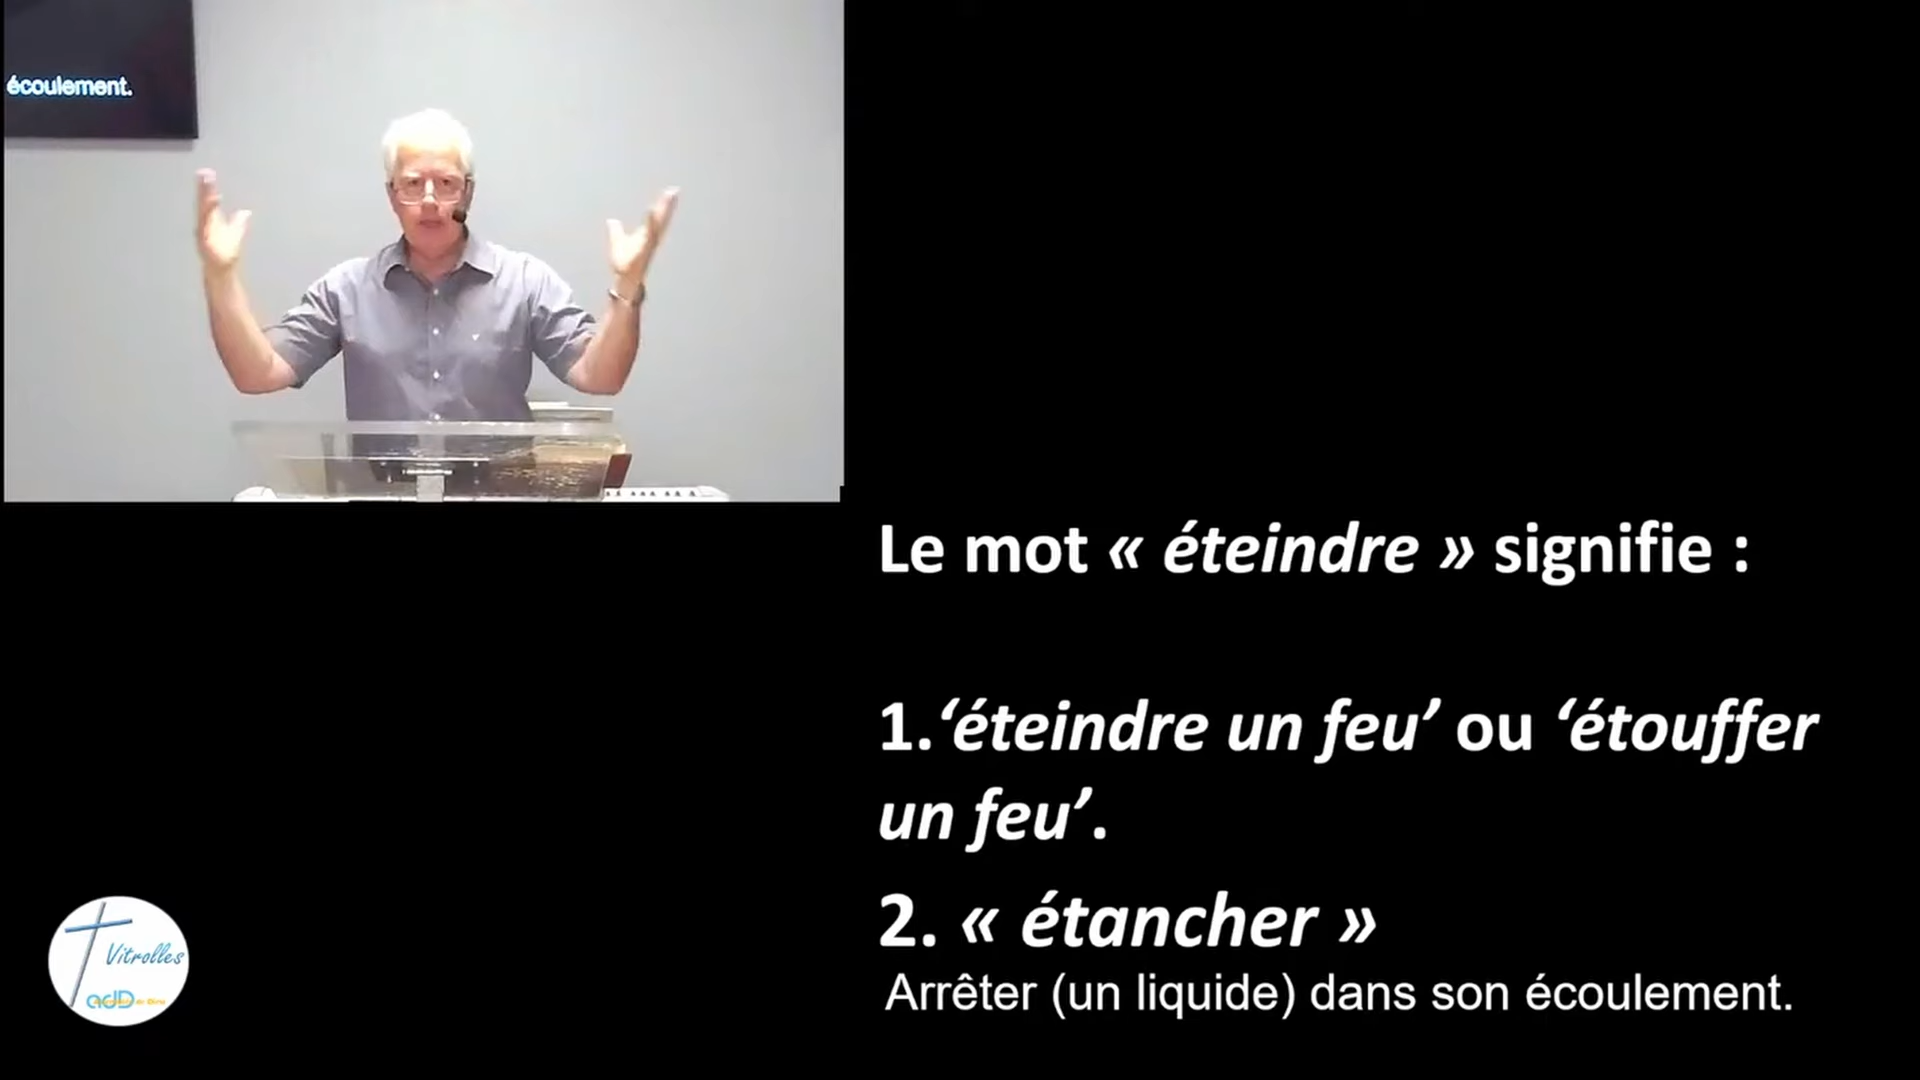 écoulement.
Le mot « éteindre » signifie :
1.‘éteindre un feu’ ou ‘étouffer
un feu’.
2. « étancher »
Arrêter (un liquide) dans son écoulement.
Vitrolles
adD